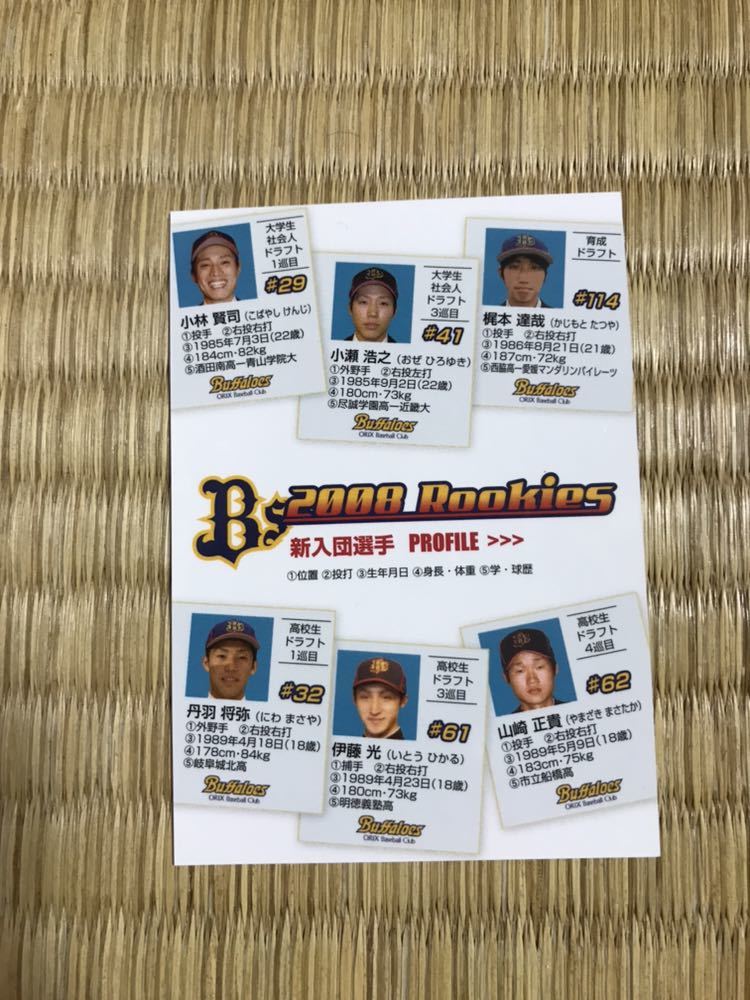 大学生
社会人
ドラフト
1巡目
#29
小林 賢司(こばやし けんじ)
①投手 ②右投右打
③1985年7月3日(22歳)
④184cm・82kg
⑤酒田南高ー青山学院大
Buffaloes
ORIX Baseball Club
大学生
社会人
ドラフト
3巡目
#41
小瀬 浩之(おぜ ひろゆき)
①外野手 ②右投左打
③1985年9月2日(22歳)
④180cm・73kg
⑤尽誠学園高ー近畿大
Buffaloes
ORIX Baseball Club
育成
ドラフト
#114
梶本 達哉(かじもと たつや)
①投手 ②右投右打
③1986年8月21日(21歳)
④187cm・72kg
⑤西脇高ー愛媛マンダリンパイレーツ
Buffaloes
ORIX Baseball Club
Bs 2008 Rookies
新入団選手 PROFILE >>>
①位置 ②投打 ③生年月日 ④身長・体重 ⑤学・球歴
高校生
ドラフト
1巡目
#32
丹羽 将弥(にわ まさや)
①外野手 ②右投右打
③1989年4月18日(18歳)
④178cm・84kg
⑤岐阜城北高
Buffaloes
ORIX Baseball Club
高校生
ドラフト
3巡目
#61
伊藤 光(いとう ひかる)
①捕手 ②右投右打
③1989年4月23日(18歳)
④180cm・73kg
⑤明徳義塾高
Buffaloes
ORIX Baseball Club
高校生
ドラフト
4巡目
#62
山崎 正貴(やまざき まさたか)
①投手 ②右投右打
③1989年5月9日(18歳)
④183cm・75kg
⑤市立船橋高
Buffaloes
ORIX Baseball Club